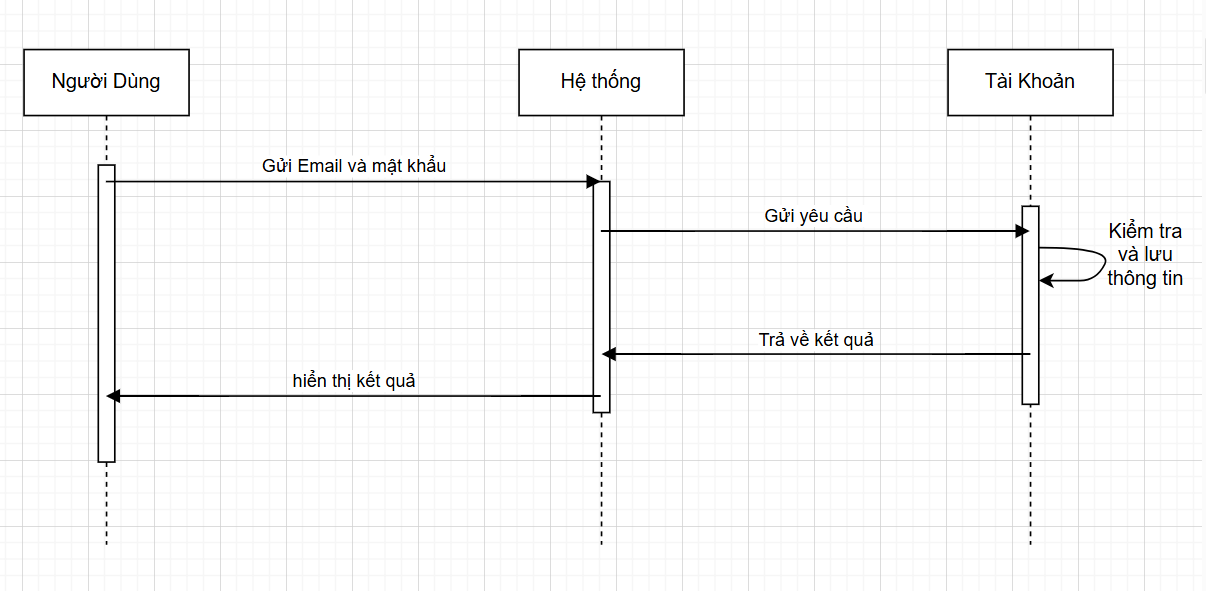 Người Dùng
Hệ thống
Tài Khoản
Gửi Email và mật khẩu
Gửi yêu cầu
Kiểm tra
và lưu
thông tin
Trả về kết quả
hiển thị kết quả